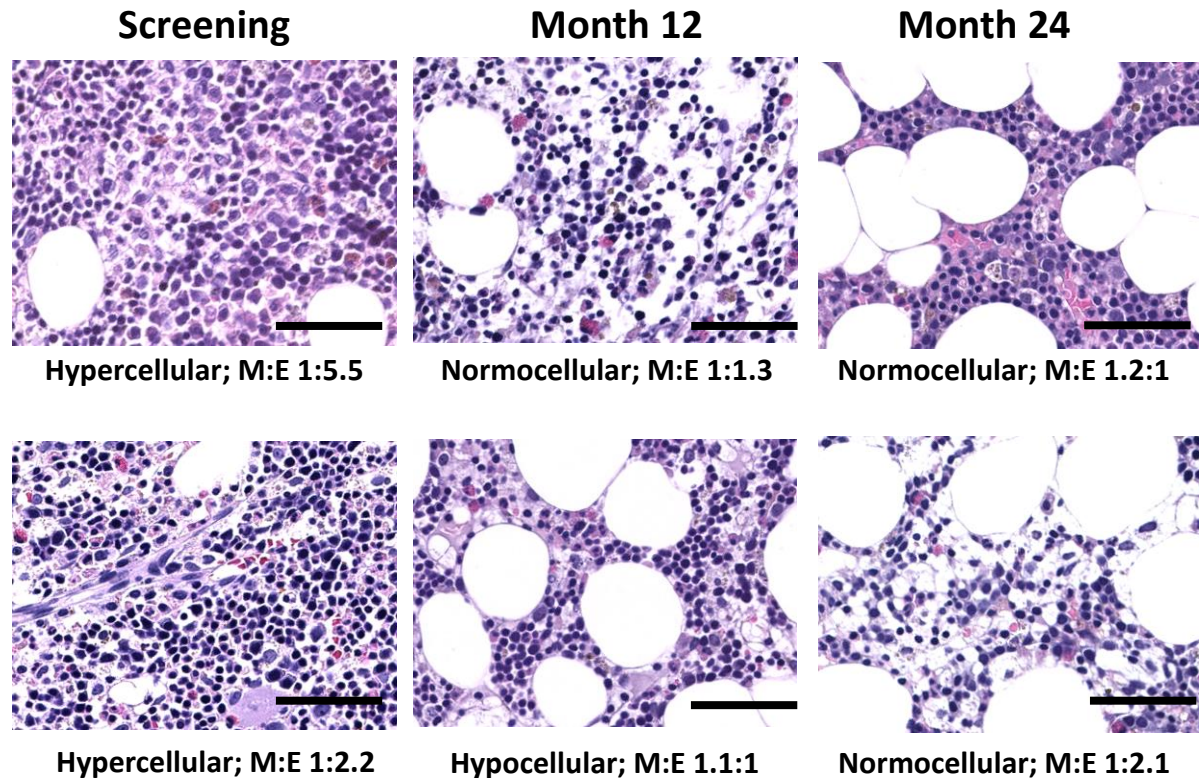 Screening Month 12 Month 24
Hypercellular; M:E 1:5.5 Normocellular; M:E 1:1.3 Normocellular; M:E 1.2:1
Hypercellular; M:E 1:2.2 Hypocellular; M:E 1.1:1 Normocellular; M:E 1:2.1